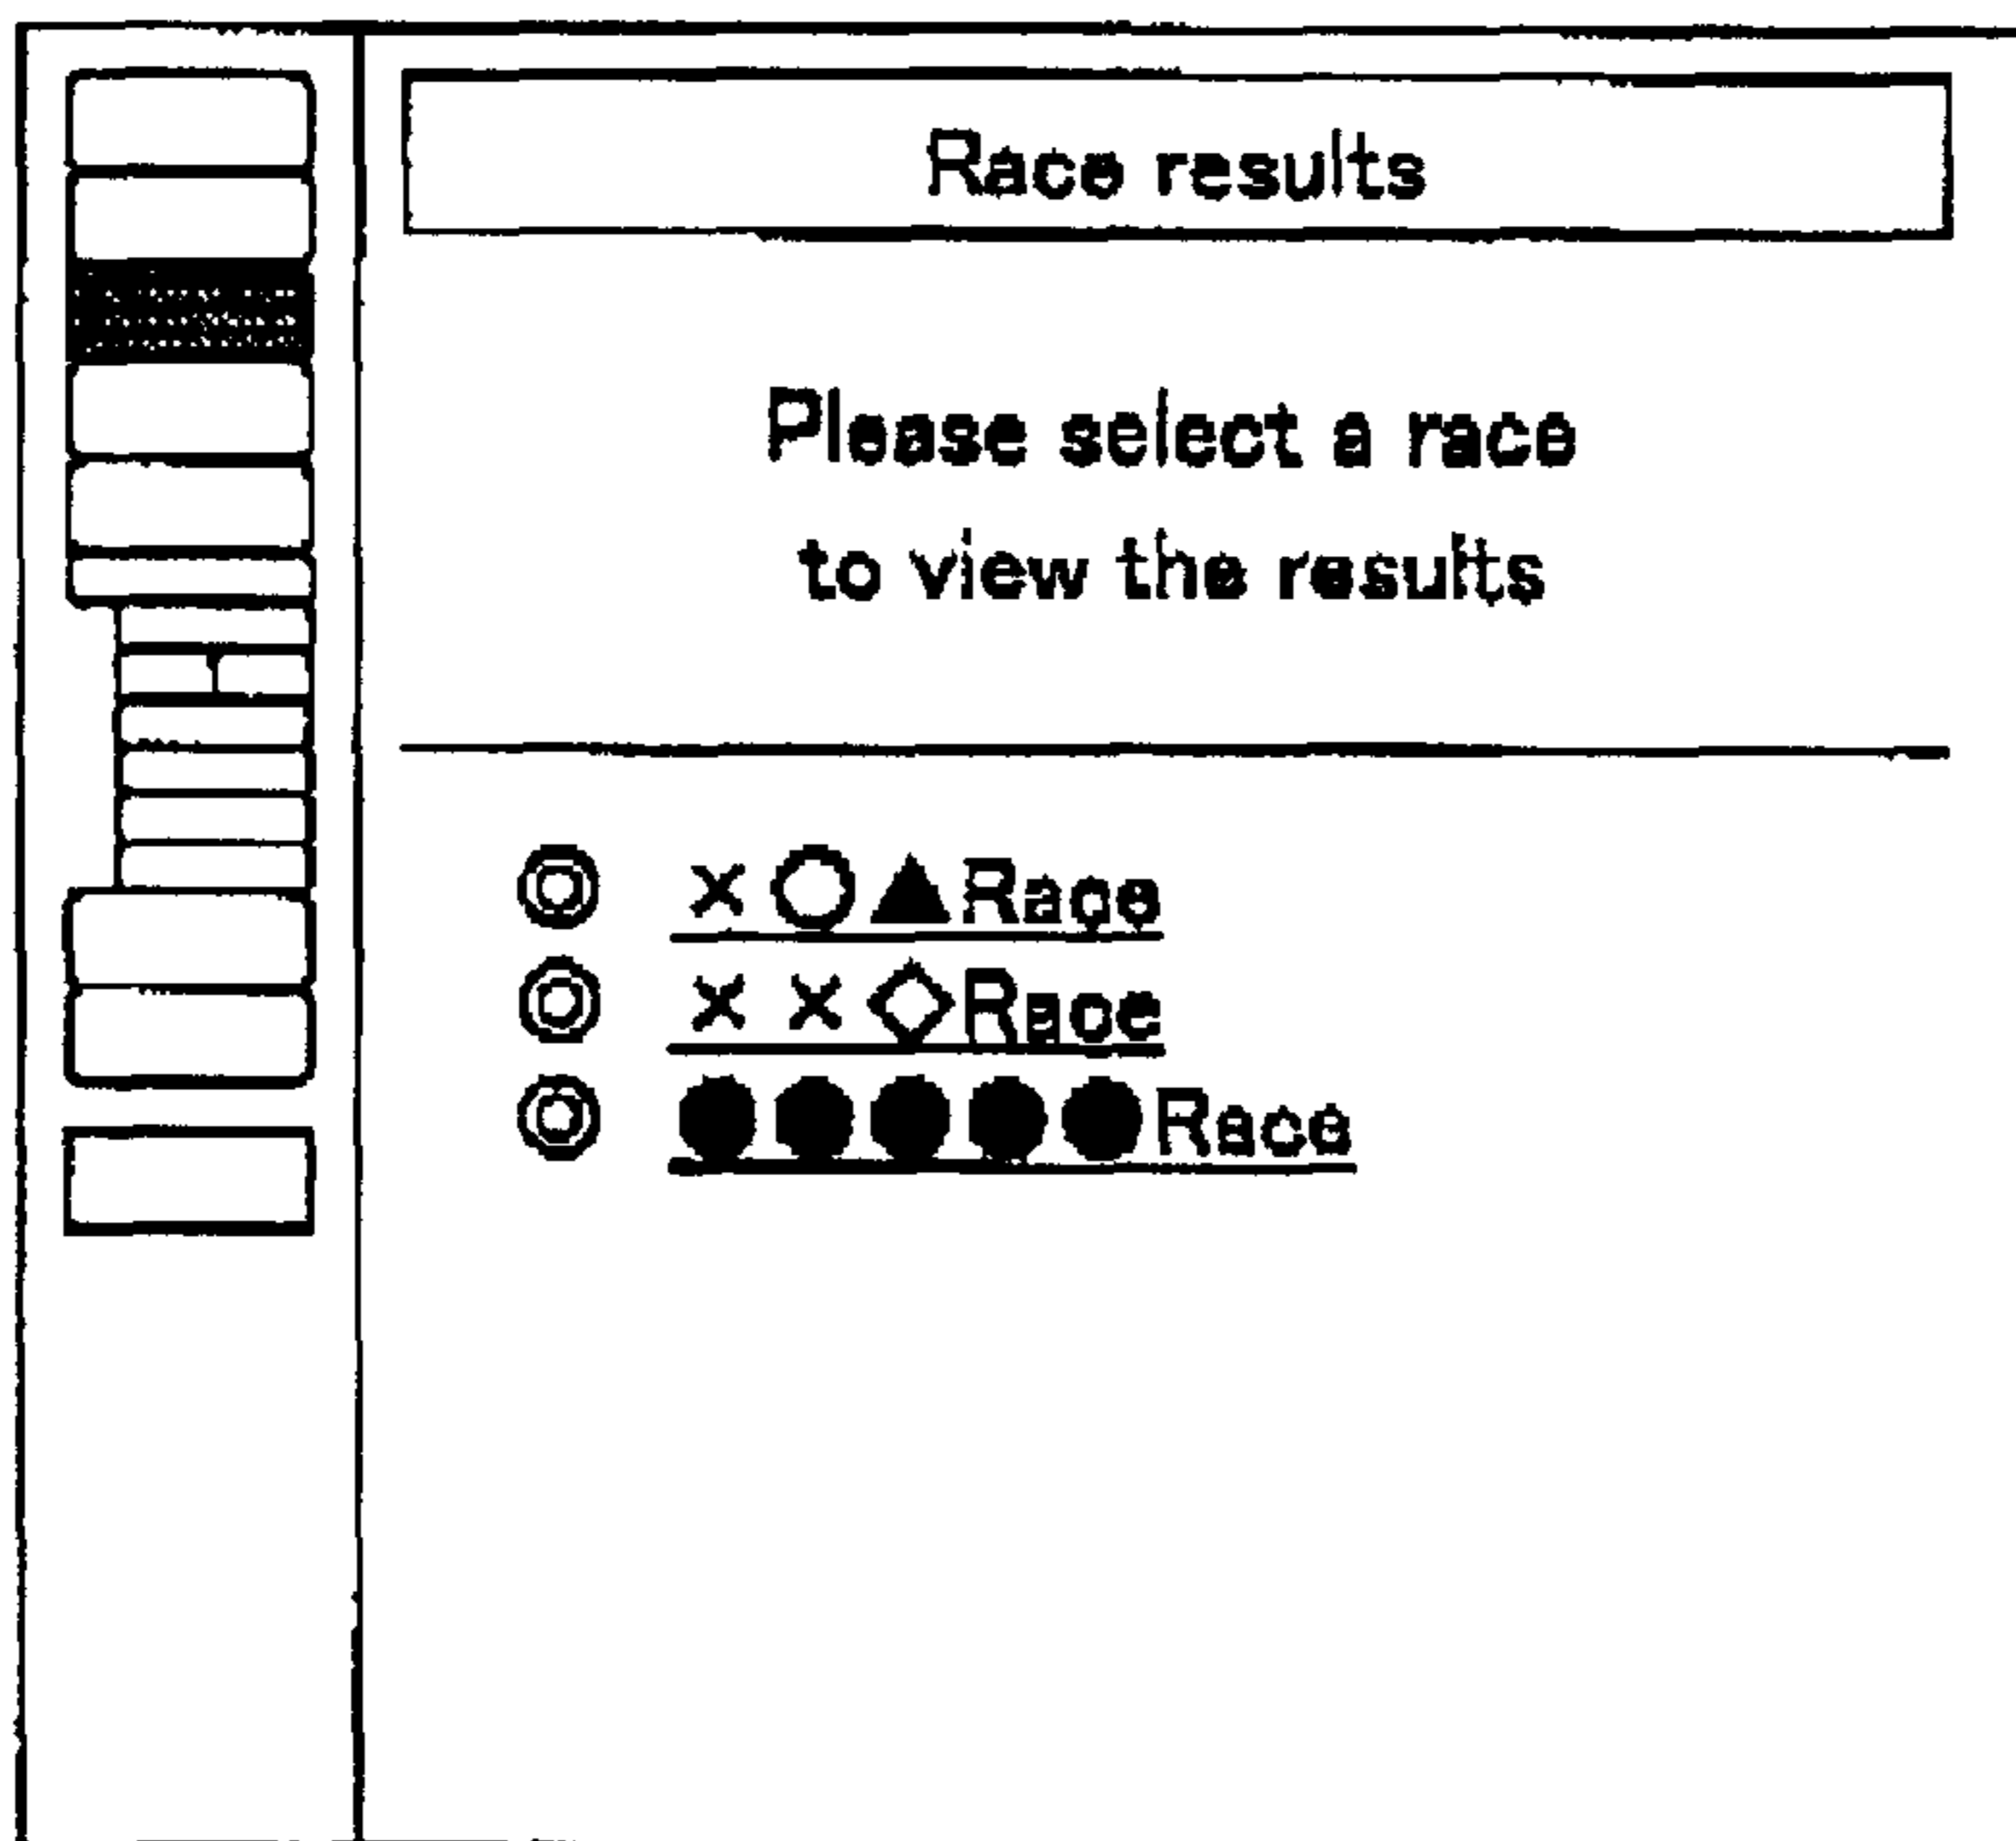 Race results
Please select a race
to view the results
◎ ×○▲Race
◎ ××◇Race
◎ ●●●●●Race